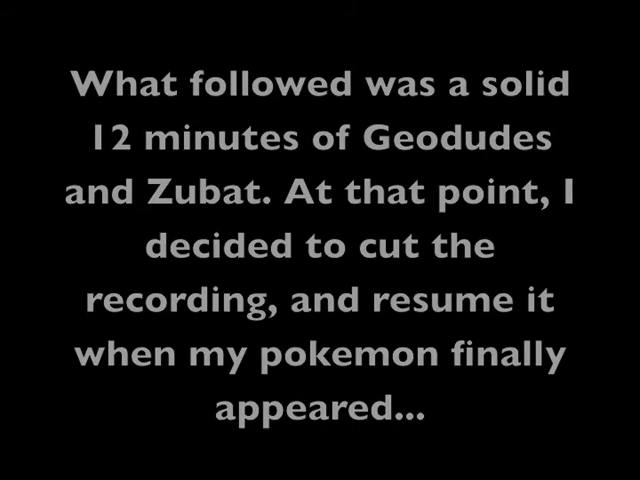 What followed was a solid
12 minutes of Geodudes
and Zubat. At that point, I
decided to cut the
recording, and resume it
when my pokemon finally
appeared...